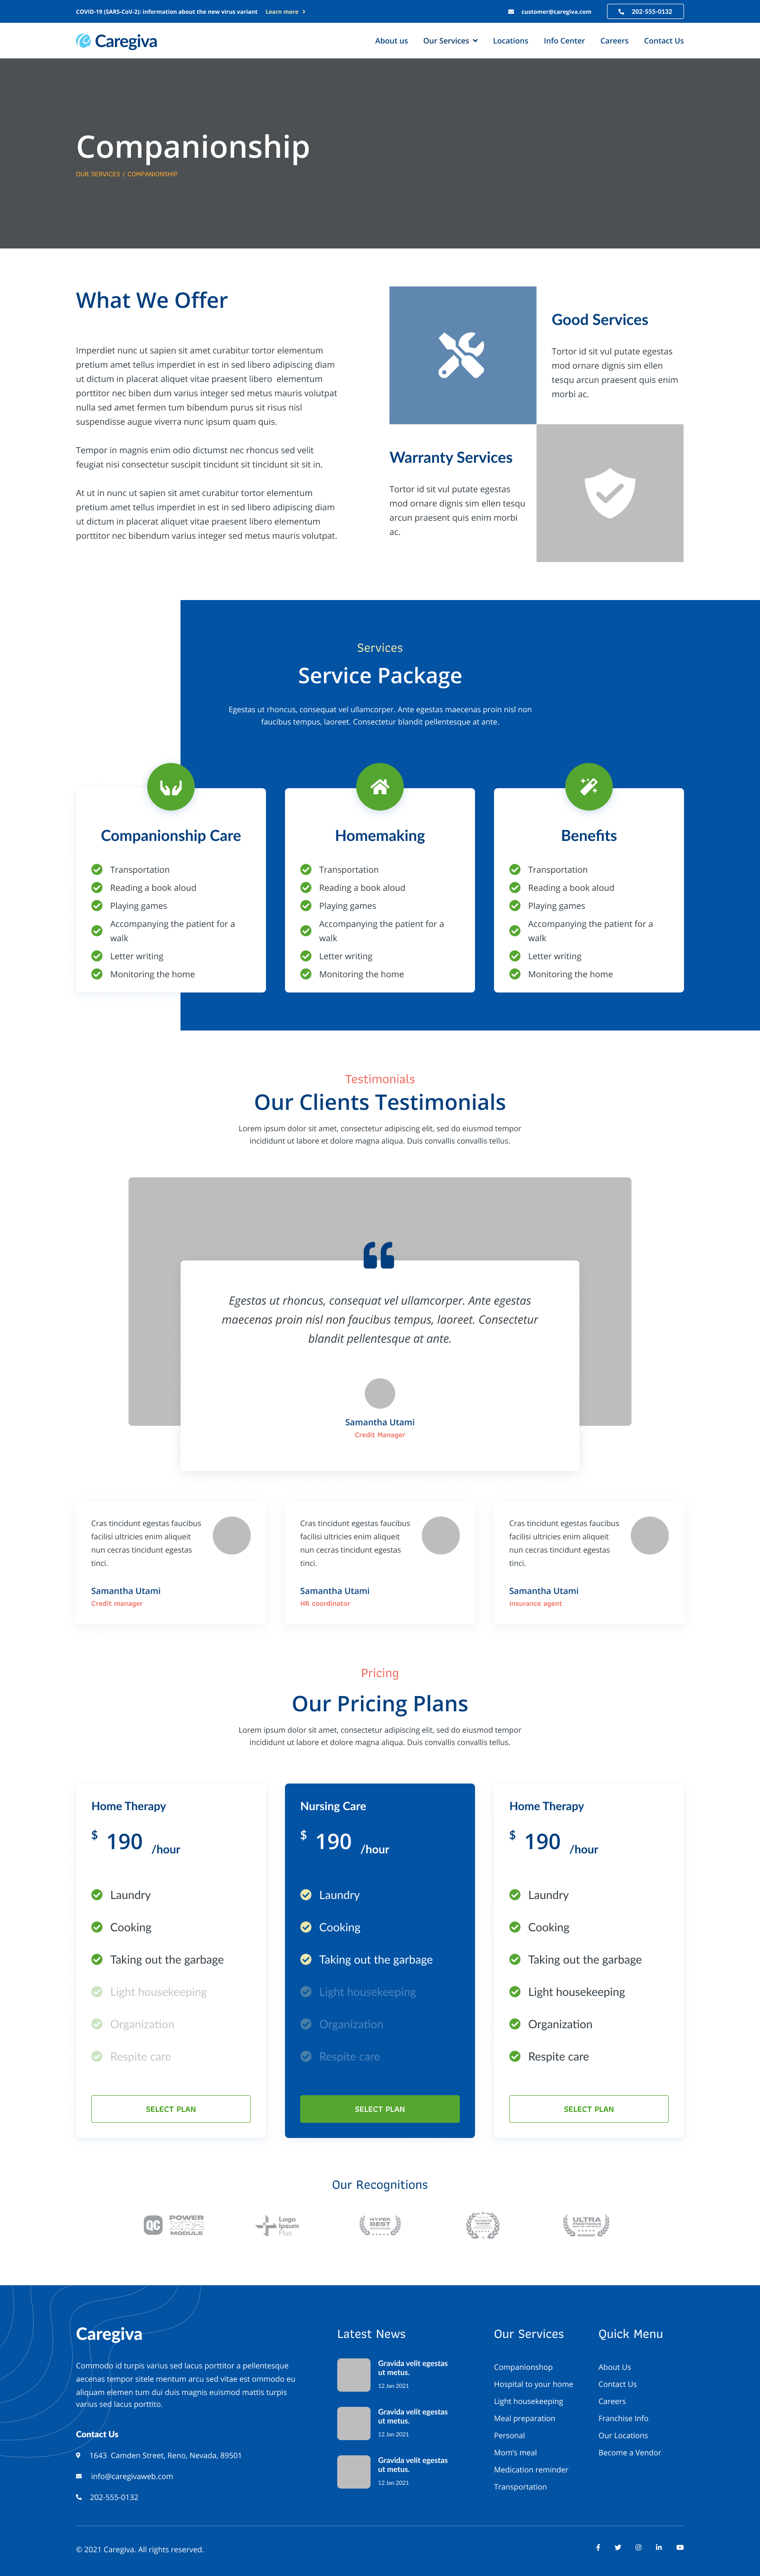 COVID-19 (SARS-CoV-2): information about the new virus variant Learn more
customer@caregiva.com
202-555-0132
Caregiva
About us Our Services Locations Info Center Careers Contact Us
Companionship
OUR SERVICES / COMPANIONSHIP
What We Offer
Imperdiet nunc ut sapien sit amet curabitur tortor elementum
pretium amet tellus imperdiet in est in sed libero adipiscing diam
ut dictum in placerat aliquet vitae praesent libero elementum
porttitor nec biben dum varius integer sed metus mauris volutpat
nulla sed amet fermen tum bibendum purus sit risus nisl
suspendisse augue viverra nunc ipsum quam quis.
Tempor in magnis enim odio dictumst nec rhoncus sed velit
feugiat nisi consectetur suscipit tincidunt sit tincidunt sit sit in.
At ut in nunc ut sapien sit amet curabitur tortor elementum
pretium amet tellus imperdiet in est in sed libero adipiscing diam
ut dictum in placerat aliquet vitae praesent libero elementum
porttitor nec bibendum varius integer sed metus mauris volutpat.
Good Services
Tortor id sit vul putate egestas
mod ornare dignis sim ellen
tesqu arcun praesent quis enim
morbi ac.
Warranty Services
Tortor id sit vul putate egestas
mod ornare dignis sim ellen tesqu
arcun praesent quis enim morbi
ac.
Services
Service Package
Egestas ut rhoncus, consequat vel ullamcorper. Ante egestas maecenas proin nisl non
faucibus tempus, laoreet. Consectetur blandit pellentesque at ante.
Companionship Care
Transportation
Reading a book aloud
Playing games
Accompanying the patient for a
walk
Letter writing
Monitoring the home
Homemaking
Transportation
Reading a book aloud
Playing games
Accompanying the patient for a
walk
Letter writing
Monitoring the home
Benefits
Transportation
Reading a book aloud
Playing games
Accompanying the patient for a
walk
Letter writing
Monitoring the home
Testimonials
Our Clients Testimonials
Lorem ipsum dolor sit amet, consectetur adipiscing elit, sed do eiusmod tempor
incididunt ut labore et dolore magna aliqua. Duis convallis convallis tellus.
Egestas ut rhoncus, consequat vel ullamcorper. Ante egestas
maecenas proin nisl non faucibus tempus, laoreet. Consectetur
blandit pellentesque at ante.
Samantha Utami
Credit Manager
Cras tincidunt egestas faucibus
facilisi ultricies enim aliqueit
nun cecras tincidunt egestas
tinci.
Samantha Utami
Credit manager
Cras tincidunt egestas faucibus
facilisi ultricies enim aliqueit
nun cecras tincidunt egestas
tinci.
Samantha Utami
HR coordinator
Cras tincidunt egestas faucibus
facilisi ultricies enim aliqueit
nun cecras tincidunt egestas
tinci.
Samantha Utami
Insurance agent
Pricing
Our Pricing Plans
Lorem ipsum dolor sit amet, consectetur adipiscing elit, sed do eiusmod tempor
incididunt ut labore et dolore magna aliqua. Duis convallis convallis tellus.
Home Therapy
$ 190 /hour
Laundry
Cooking
Taking out the garbage
Light housekeeping
Organization
Respite care
SELECT PLAN
Nursing Care
$ 190 /hour
Laundry
Cooking
Taking out the garbage
Light housekeeping
Organization
Respite care
SELECT PLAN
Home Therapy
$ 190 /hour
Laundry
Cooking
Taking out the garbage
Light housekeeping
Organization
Respite care
SELECT PLAN
Our Recognitions
QC POWER
XR2
MODULE
Logo
Ipsum
Plus
HYPER
BEST
ULTRA
WINNER
Caregiva
Commodo id turpis varius sed lacus porttitor a pellentesque
aecenas tempor sitele mentum arcu sed vitae est ommodo eu
aliquam elemen tum dui duis magnis euismod mattis turpis
varius sed lacus porttito.
Contact Us
1643 Camden Street, Reno, Nevada, 89501
info@caregivaweb.com
202-555-0132
Latest News
Gravida velit egestas
ut metus.
12 Jan 2021
Gravida velit egestas
ut metus.
12 Jan 2021
Gravida velit egestas
ut metus.
12 Jan 2021
Our Services
Companionshop
Hospital to your home
Light housekeeping
Meal preparation
Personal
Mom's meal
Medication reminder
Transportation
Quick Menu
About Us
Contact Us
Careers
Franchise Info
Our Locations
Become a Vendor
© 2021 Caregiva. All rights reserved.